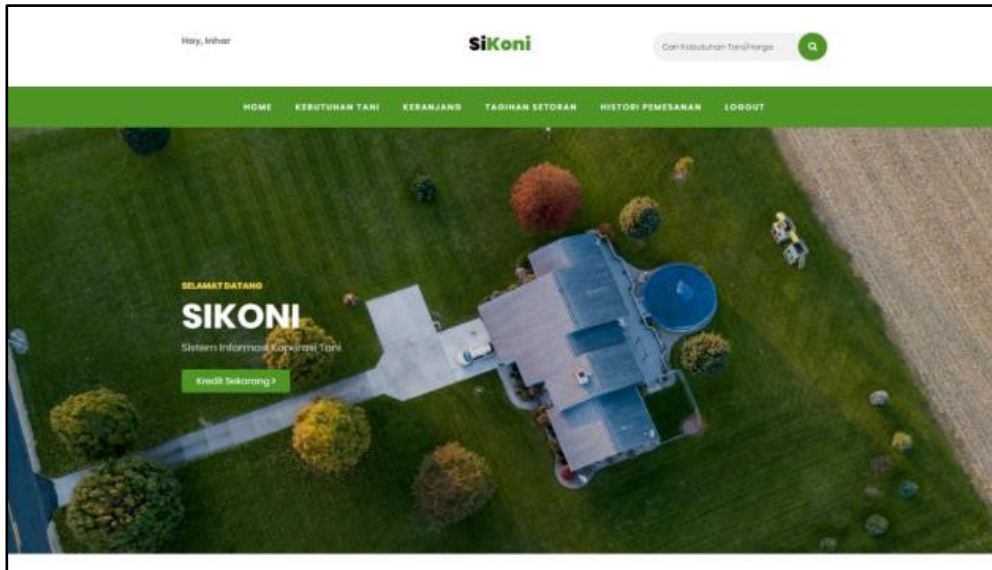 Hay, Inhar
SiKoni
Cari Kebutuhan Tani/Harga
HOME KEBUTUHAN TANI KERANJANG TAGIHAN SETORAN HISTORI PEMESANAN LOGOUT
SELAMAT DATANG
SIKONI
Sistem Informasi Koperasi Tani
Kredit Sekarang >